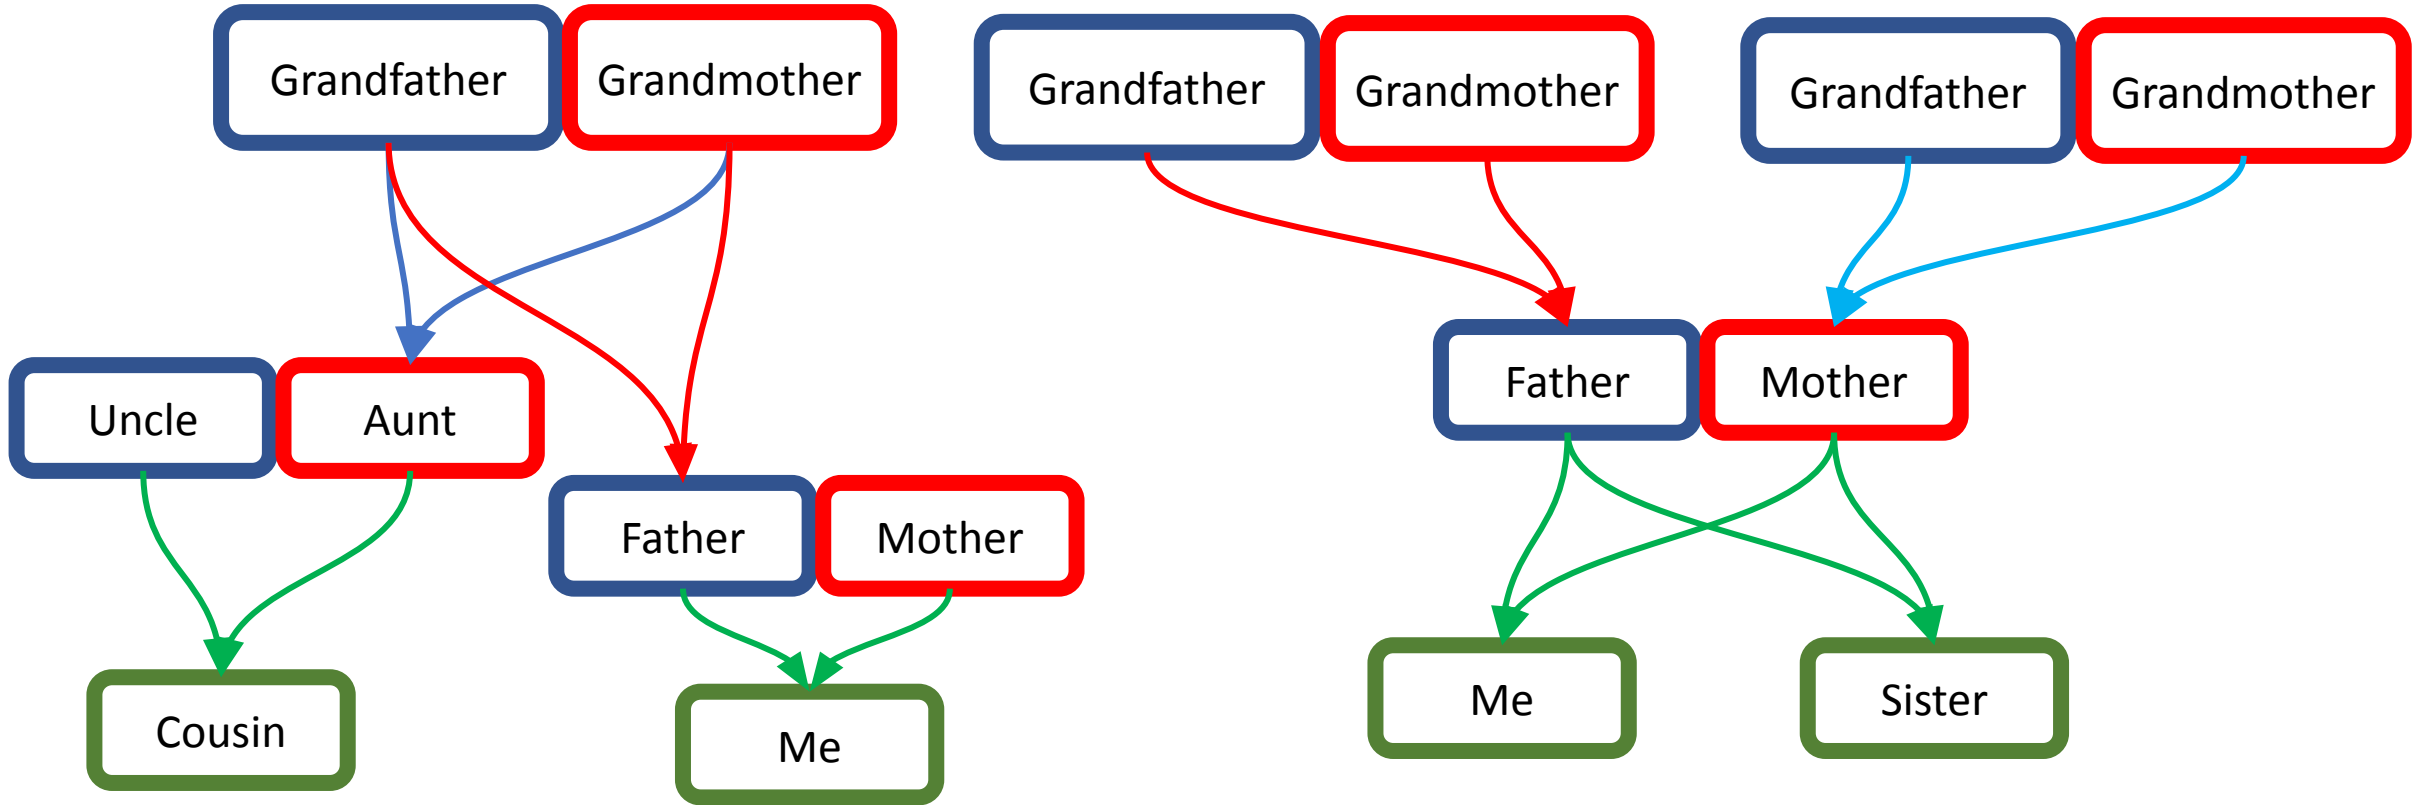 Grandfather
Grandmother
Grandfather
Grandmother
Grandfather
Grandmother
Uncle
Aunt
Father
Mother
Father
Mother
Cousin
Me
Me
Sister